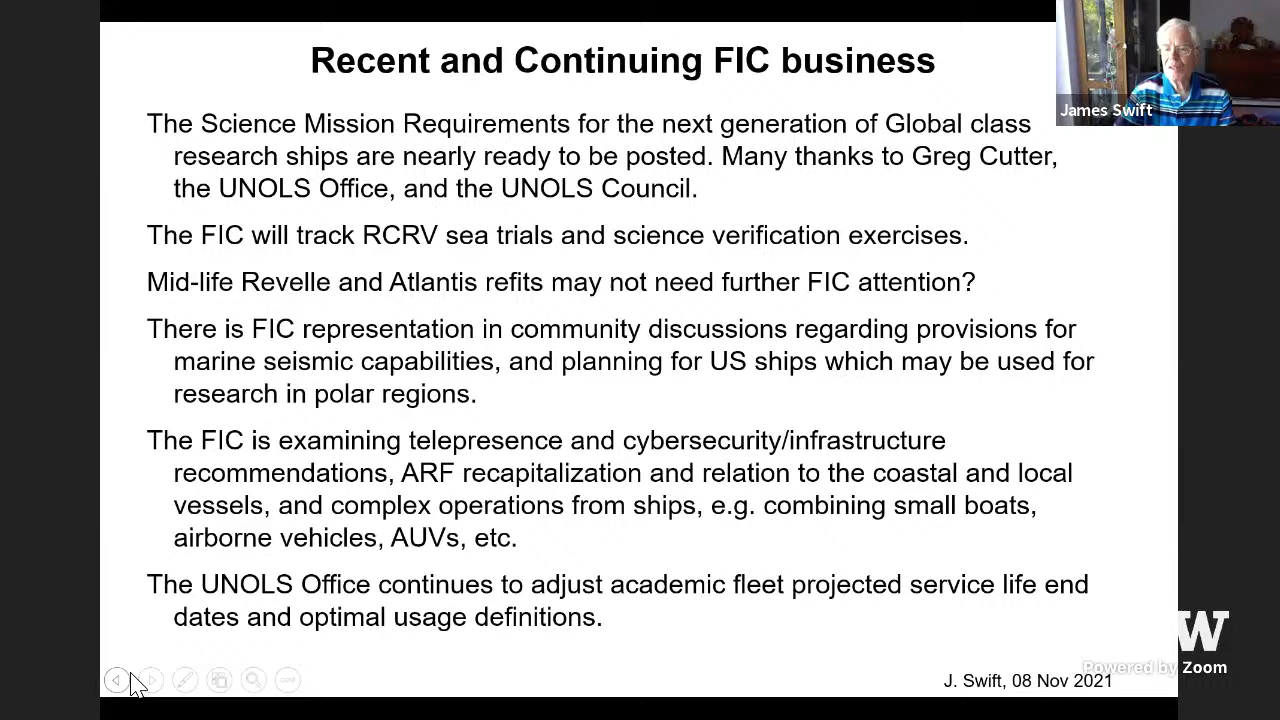 Recent and Continuing FIC business
James Swift
The Science Mission Requirements for the next generation of Global class
research ships are nearly ready to be posted. Many thanks to Greg Cutter,
the UNOLS Office, and the UNOLS Council.
The FIC will track RCRV sea trials and science verification exercises.
Mid-life Revelle and Atlantis refits may not need further FIC attention?
There is FIC representation in community discussions regarding provisions for
marine seismic capabilities, and planning for US ships which may be used for
research in polar regions.
The FIC is examining telepresence and cybersecurity/infrastructure
recommendations, ARF recapitalization and relation to the coastal and local
vessels, and complex operations from ships, e.g. combining small boats,
airborne vehicles, AUVs, etc.
The UNOLS Office continues to adjust academic fleet projected service life end
dates and optimal usage definitions.
W
Powered by Zoom
J. Swift, 08 Nov 2021